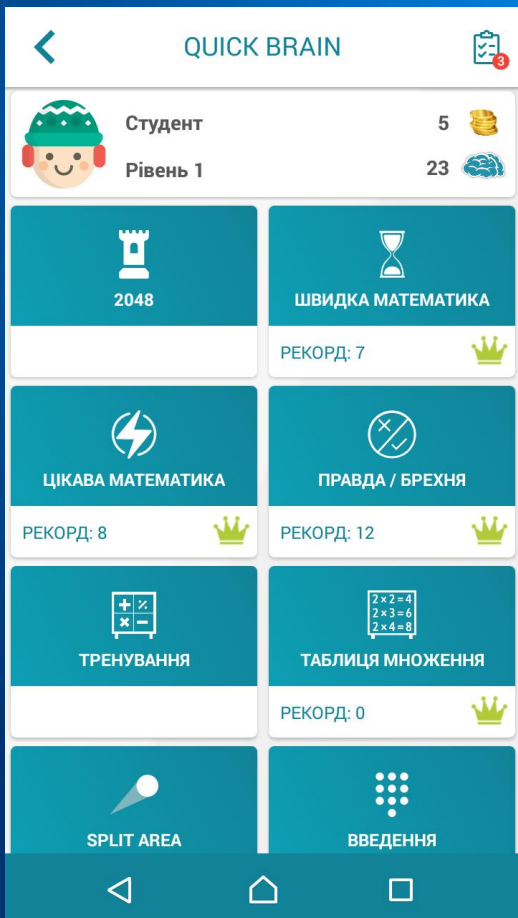 QUICK BRAIN
3
Студент 5
Рівень 1 23
2048
ШВИДКА МАТЕМАТИКА
РЕКОРД: 7
ЦІКАВА МАТЕМАТИКА
ПРАВДА / БРЕХНЯ
РЕКОРД: 8
РЕКОРД: 12
2×2=4
2×3=6
2×4=8
ТРЕНУВАННЯ
ТАБЛИЦЯ МНОЖЕННЯ
РЕКОРД: 0
SPLIT AREA
ВВЕДЕННЯ